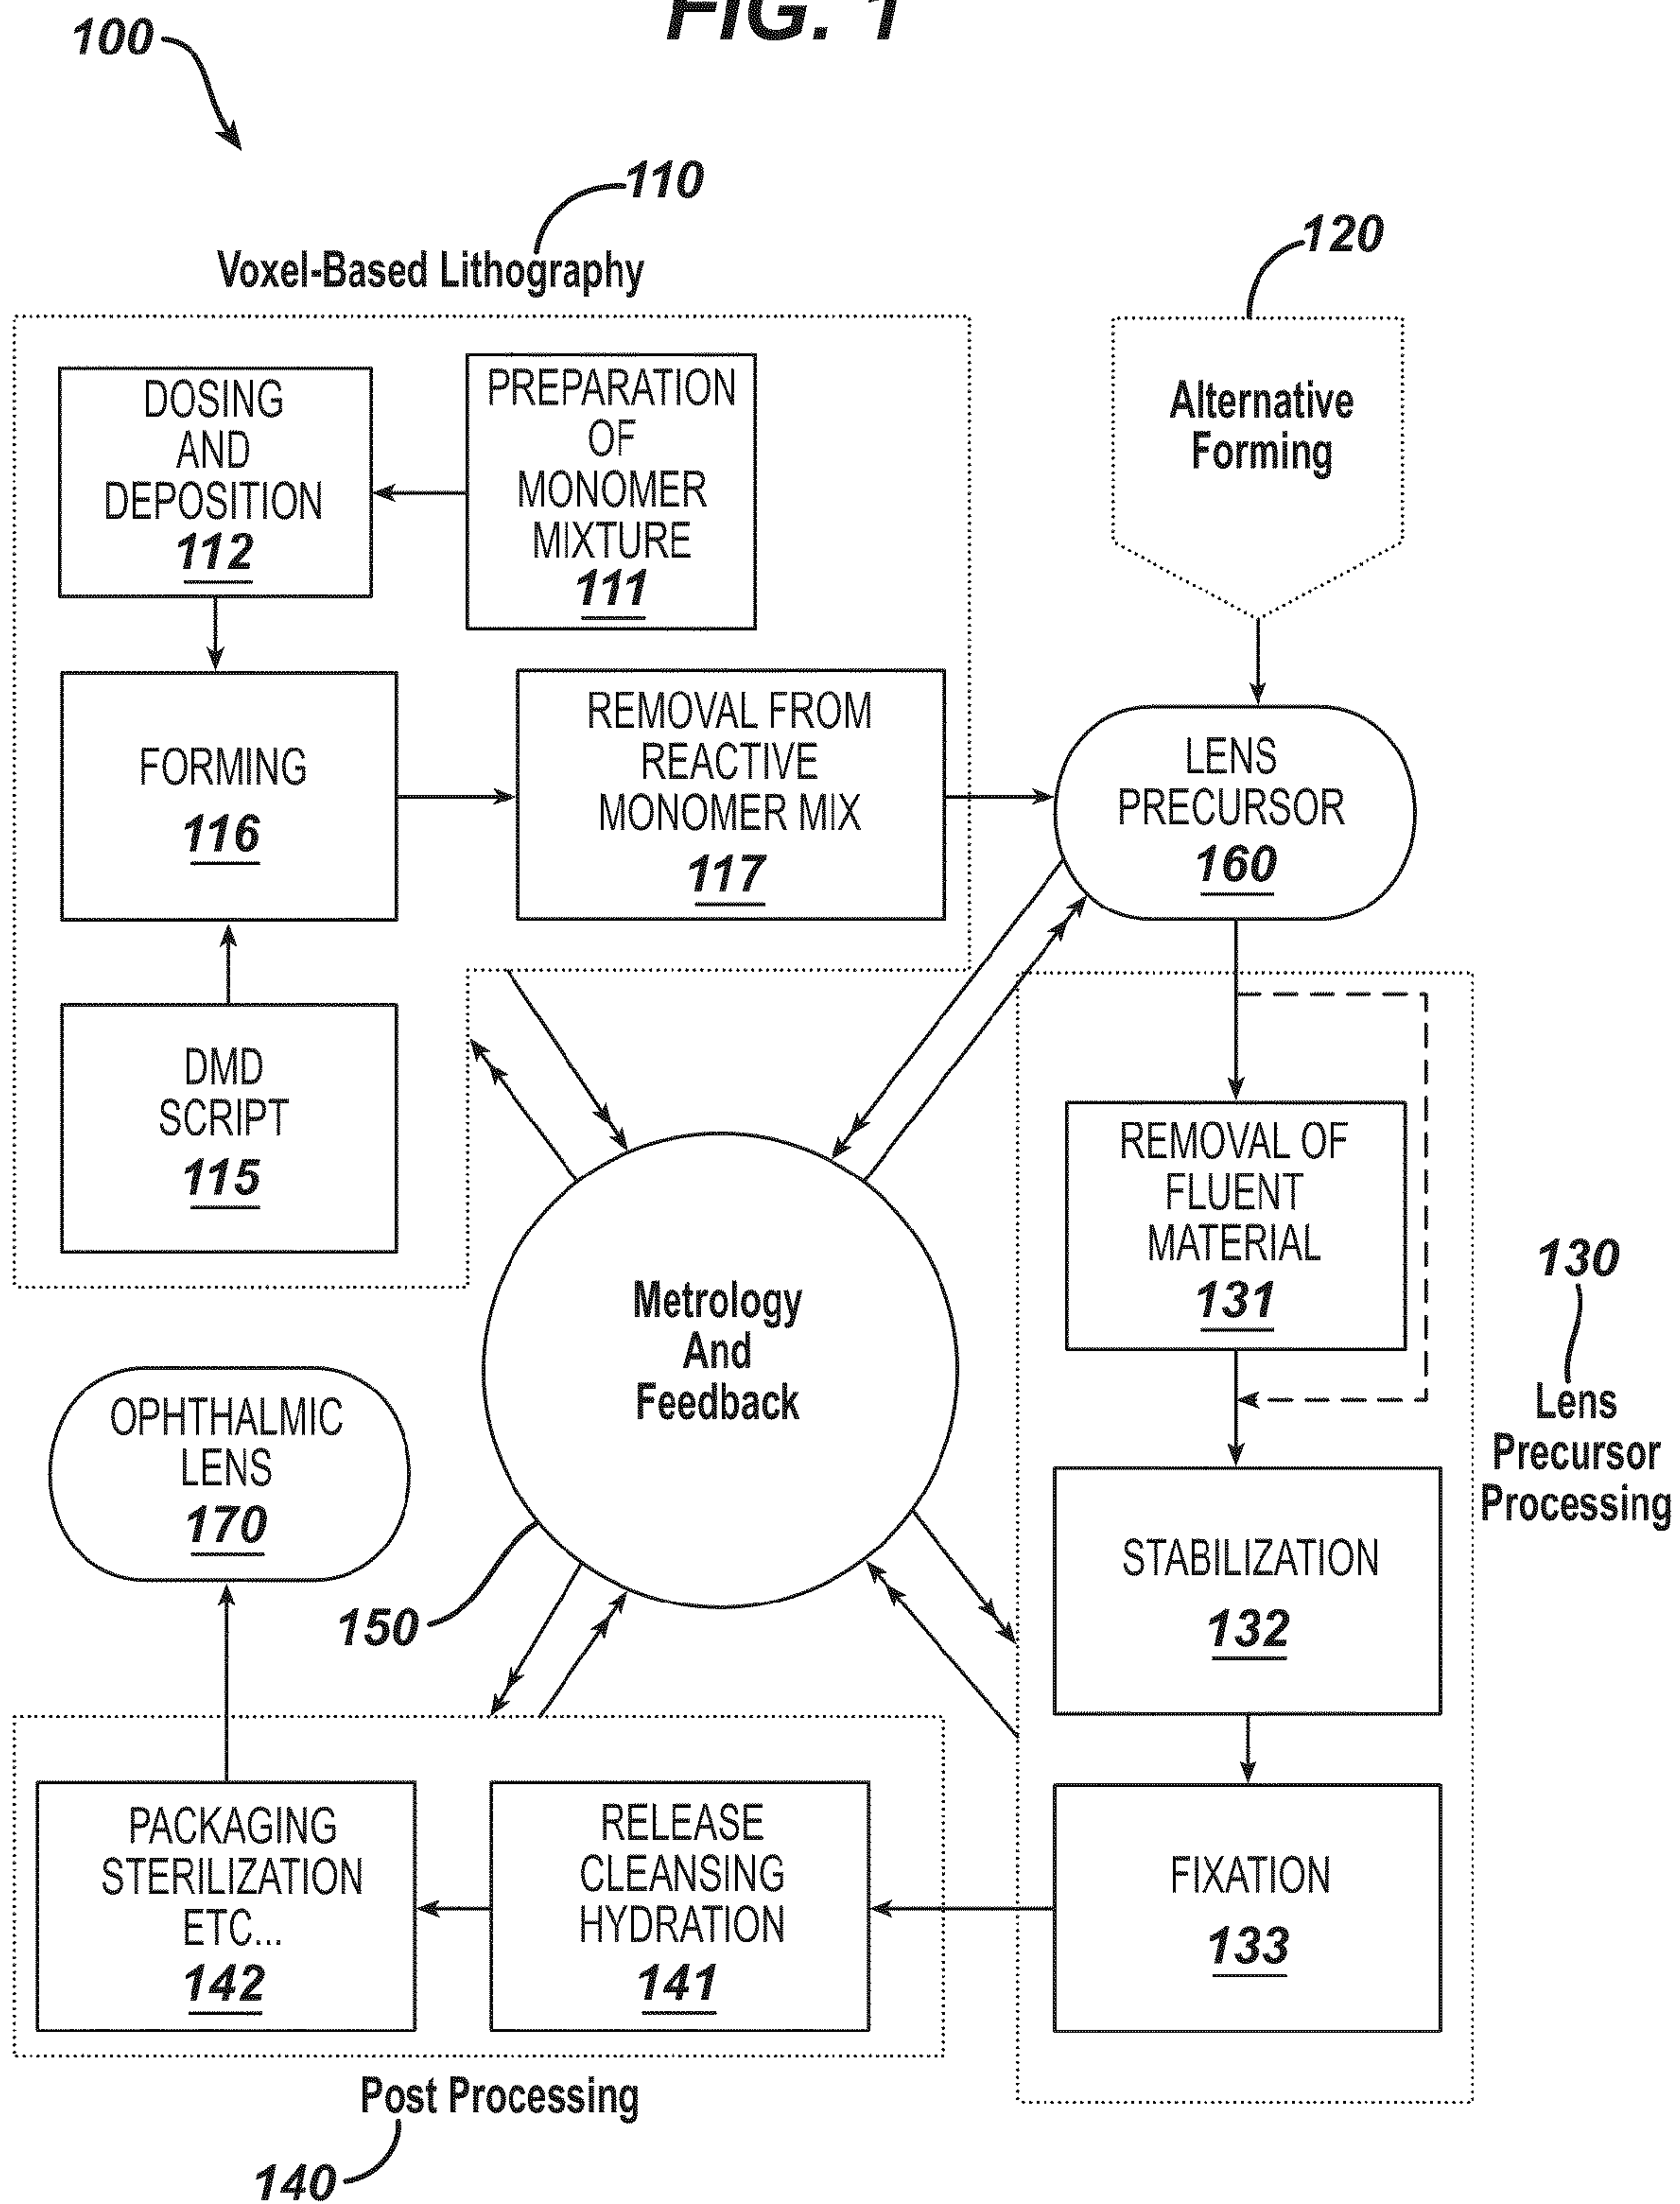 FIG. 1
100
110
Voxel-Based Lithography
120
Alternative
Forming
DOSING
AND
DEPOSITION
112
PREPARATION
OF
MONOMER
MIXTURE
111
FORMING
116
REMOVAL FROM
REACTIVE
MONOMER MIX
117
LENS
PRECURSOR
160
DMD
SCRIPT
115
REMOVAL OF
FLUENT
MATERIAL
131
130
Lens
Precursor
Processing
Metrology
And
Feedback
150
OPHTHALMIC
LENS
170
STABILIZATION
132
FIXATION
133
RELEASE
CLEANSING
HYDRATION
141
PACKAGING
STERILIZATION
ETC...
142
Post Processing
140